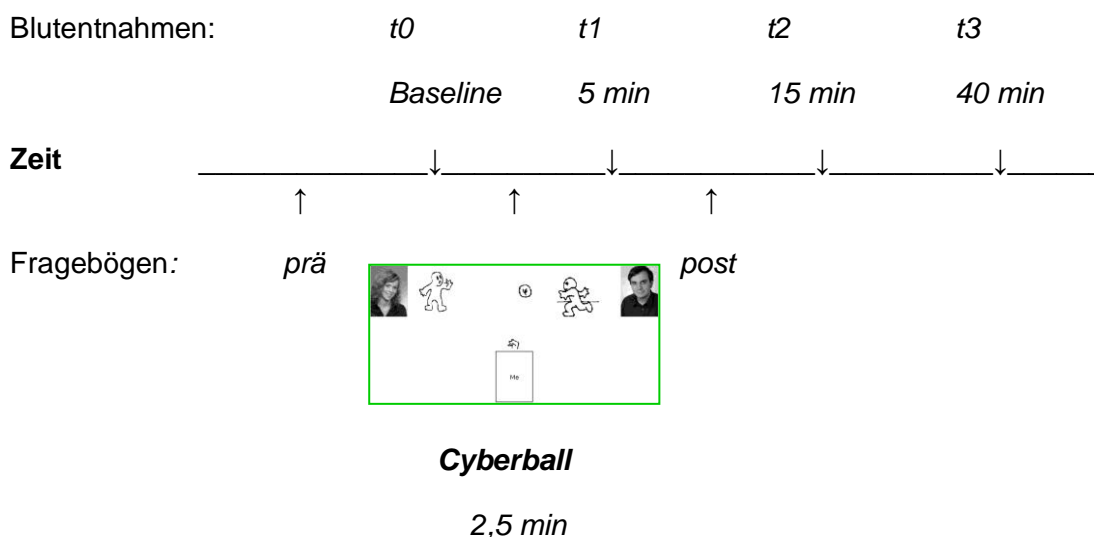 Blutentnahmen: t0 t1 t2 t3
Baseline 5 min 15 min 40 min
Zeit ↓ ↓ ↓ ↓
↑ ↑ ↑
Fragebögen: prä post
Me
Cyberball
2,5 min